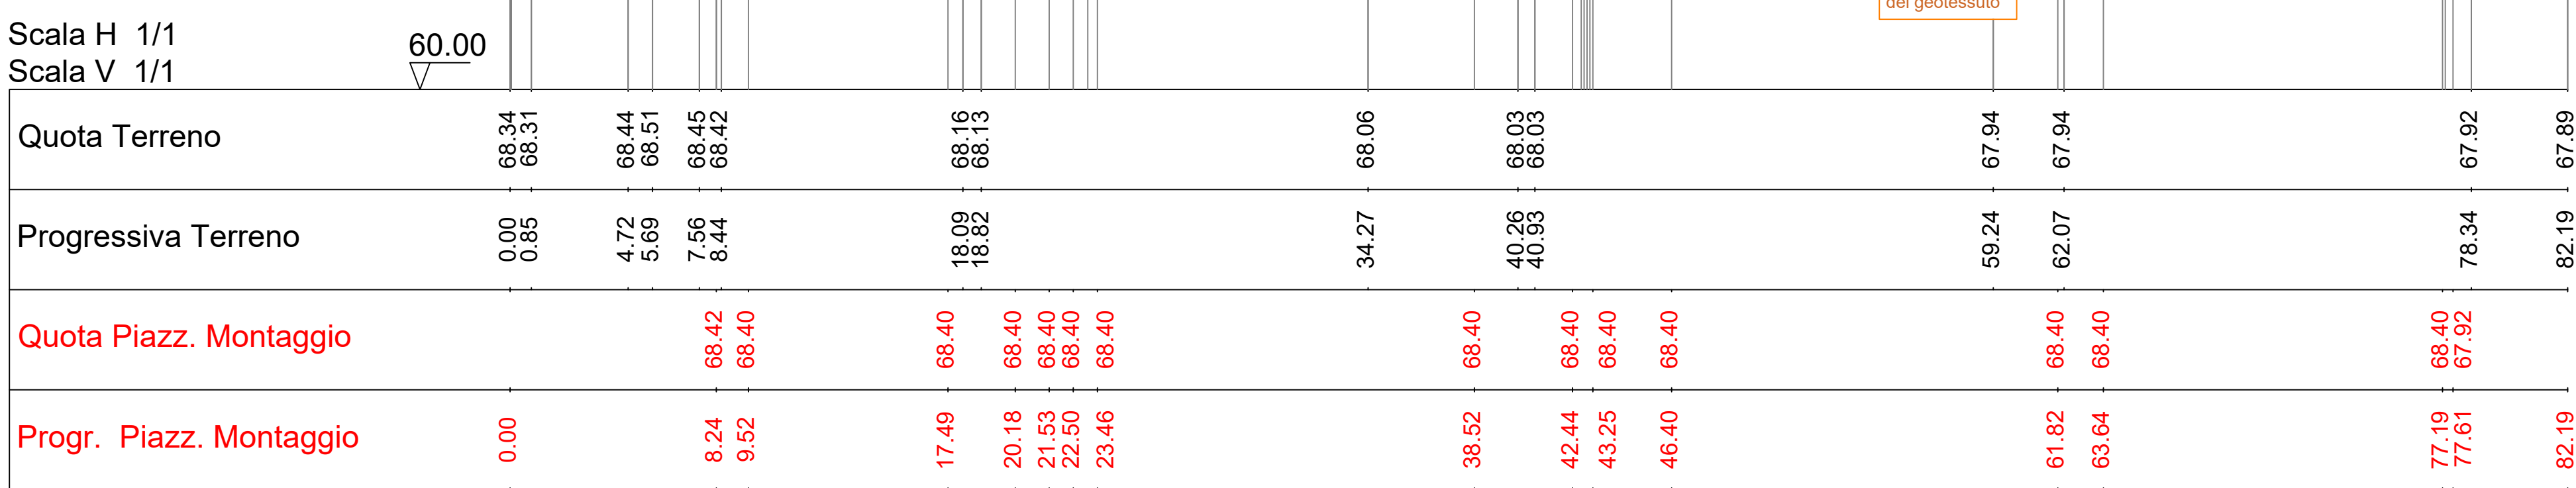 del geotessuto
Scala H 1/1
Scala V 1/1
60.00
Quota Terreno
68.34 68.31 68.44 68.51 68.45 68.42 68.16 68.13 68.06 68.03 68.03 67.94 67.94 67.92 67.89
Progressiva Terreno
0.00 0.85 4.72 5.69 7.56 8.44 18.09 18.82 34.27 40.26 40.93 59.24 62.07 78.34 82.19
Quota Piazz. Montaggio
68.42 68.40 68.40 68.40 68.40 68.40 68.40 68.40 68.40 68.40 68.40 68.40 68.40 68.40 67.92
Progr. Piazz. Montaggio
0.00 8.24 9.52 17.49 20.18 21.53 22.50 23.46 38.52 42.44 43.25 46.40 61.82 63.64 77.19 77.61 82.19